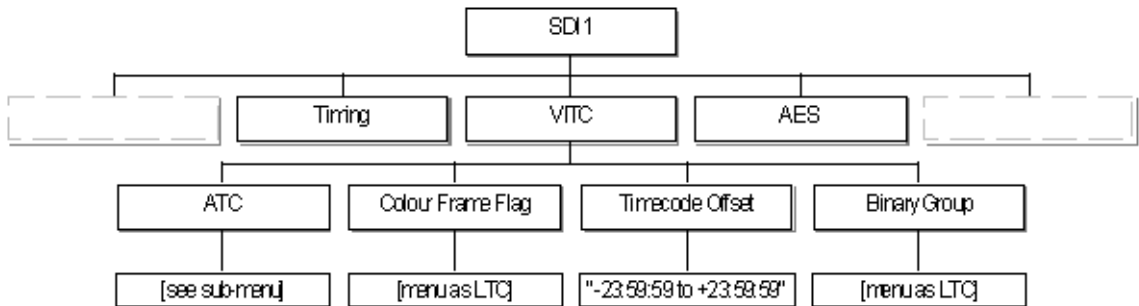 SDI 1
Timing
VITC
AES
ATC
Colour Frame Flag
Timecode Offset
Binary Group
[see sub-menu]
[menu as LTC]
"-23:59:59 to +23:59:59"
[menu as LTC]